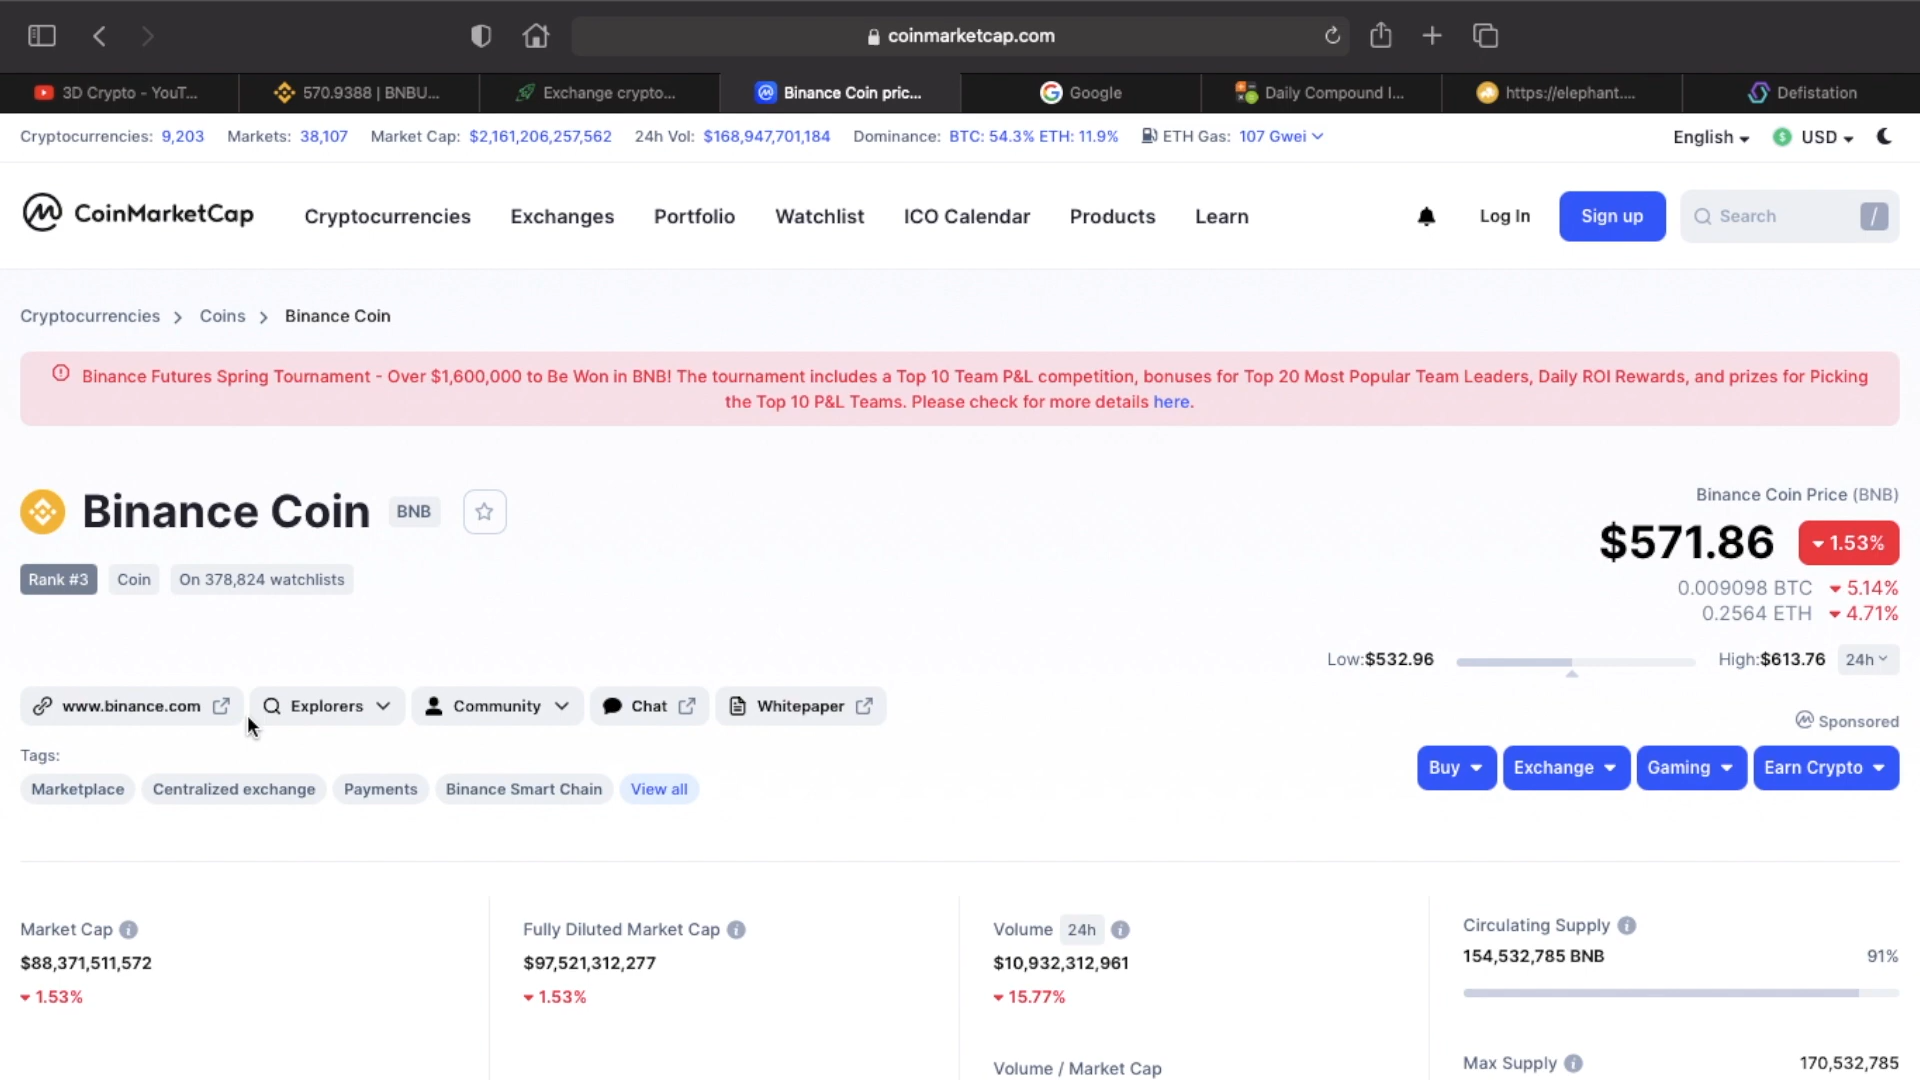 coinmarketcap.com
3D Crypto - YouT...
570.9388 | BNBU...
Exchange crypto...
Binance Coin pric...
Google
Daily Compound I...
https://elephant....
Defistation
Cryptocurrencies: 9,203 Markets: 38,107 Market Cap: $2,161,206,257,562 24h Vol: $168,947,701,184 Dominance: BTC: 54.3% ETH: 11.9% ETH Gas: 107 Gwei
English USD
CoinMarketCap
Cryptocurrencies Exchanges Portfolio Watchlist ICO Calendar Products Learn
Log In Sign up Search /
Cryptocurrencies > Coins > Binance Coin
Binance Futures Spring Tournament - Over $1,600,000 to Be Won in BNB! The tournament includes a Top 10 Team P&L competition, bonuses for Top 20 Most Popular Team Leaders, Daily ROI Rewards, and prizes for Picking
the Top 10 P&L Teams. Please check for more details here.
Binance Coin BNB
Rank #3 Coin On 378,824 watchlists
Binance Coin Price (BNB)
$571.86 1.53%
0.009098 BTC 5.14%
0.2564 ETH 4.71%
Low:$532.96 High:$613.76 24h
www.binance.com Explorers Community Chat Whitepaper
Sponsored
Tags:
Marketplace Centralized exchange Payments Binance Smart Chain View all
Buy Exchange Gaming Earn Crypto
Market Cap
$88,371,511,572
1.53%
Fully Diluted Market Cap
$97,521,312,277
1.53%
Volume 24h
$10,932,312,961
15.77%
Volume / Market Cap
Circulating Supply
154,532,785 BNB 91%
Max Supply 170,532,785